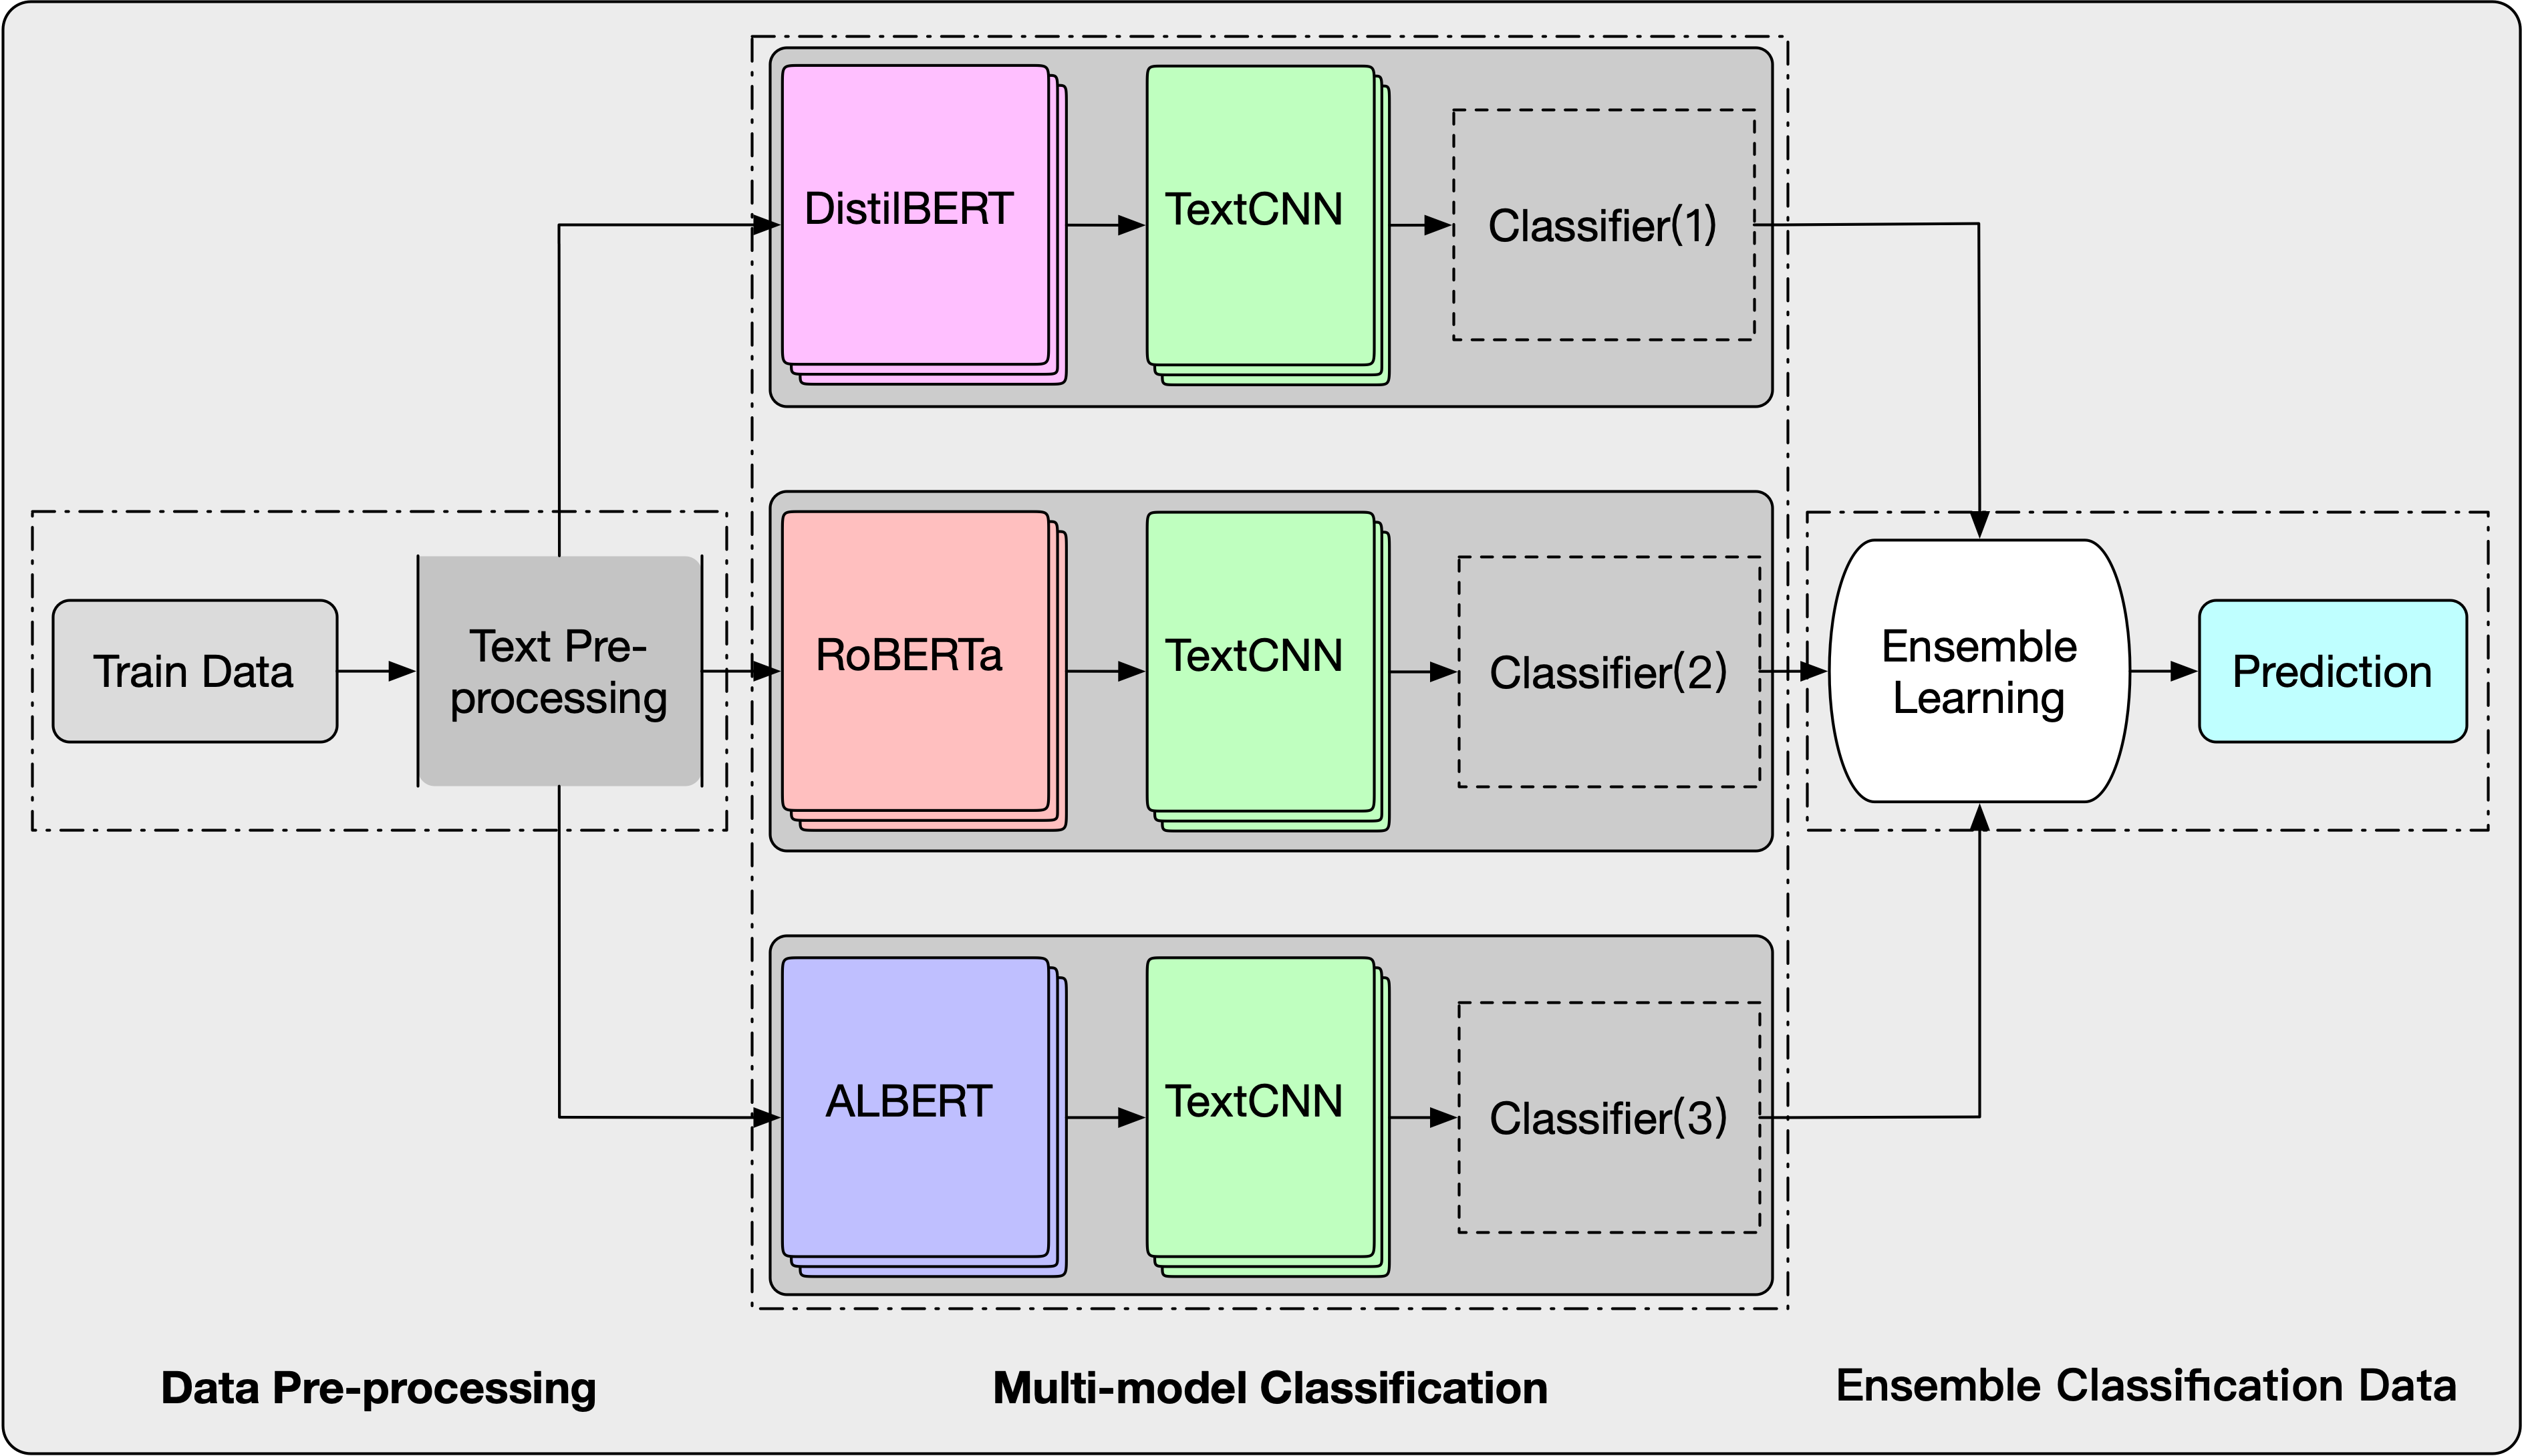 DistilBERT
TextCNN
Classifier(1)
Train Data
Text Pre-
processing
RoBERTa
TextCNN
Classifier(2)
Ensemble
Learning
Prediction
ALBERT
TextCNN
Classifier(3)
Data Pre-processing
Multi-model Classification
Ensemble Classification Data